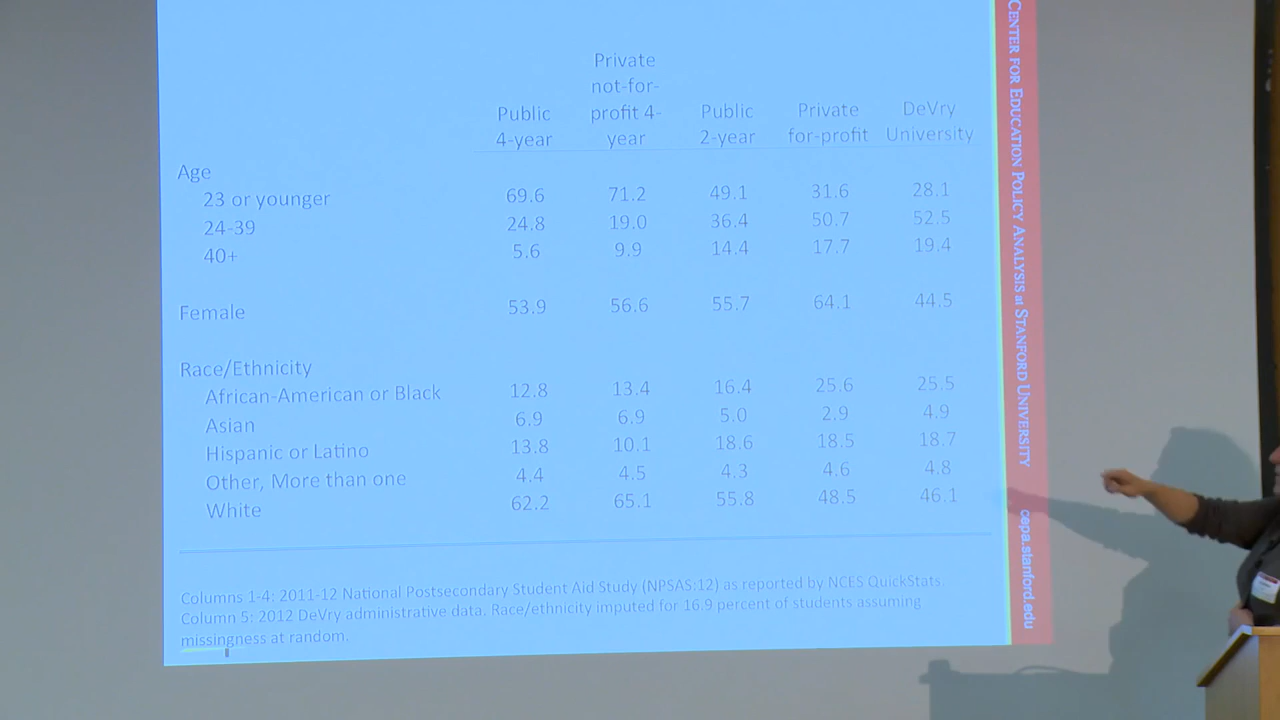 Private
not-for-
Public profit 4- Public Private DeVry
4-year year 2-year for-profit University
Age
23 or younger 69.6 71.2 49.1 31.6 28.1
24-39 24.8 19.0 36.4 50.7 52.5
40+ 5.6 9.9 14.4 17.7 19.4
Female 53.9 56.6 55.7 64.1 44.5
Race/Ethnicity
African-American or Black 12.8 13.4 16.4 25.6 25.5
Asian 6.9 6.9 5.0 2.9 4.9
Hispanic or Latino 13.8 10.1 18.6 18.5 18.7
Other, More than one 4.4 4.5 4.3 4.6 4.8
White 62.2 65.1 55.8 48.5 46.1
Columns 1-4: 2011-12 National Postsecondary Student Aid Study (NPSAS:12) as reported by NCES QuickStats.
Column 5: 2012 DeVry administrative data. Race/ethnicity imputed for 16.9 percent of students assuming
missingness at random.
CENTER FOR EDUCATION POLICY ANALYSIS at STANFORD UNIVERSITY
cepa.stanford.edu